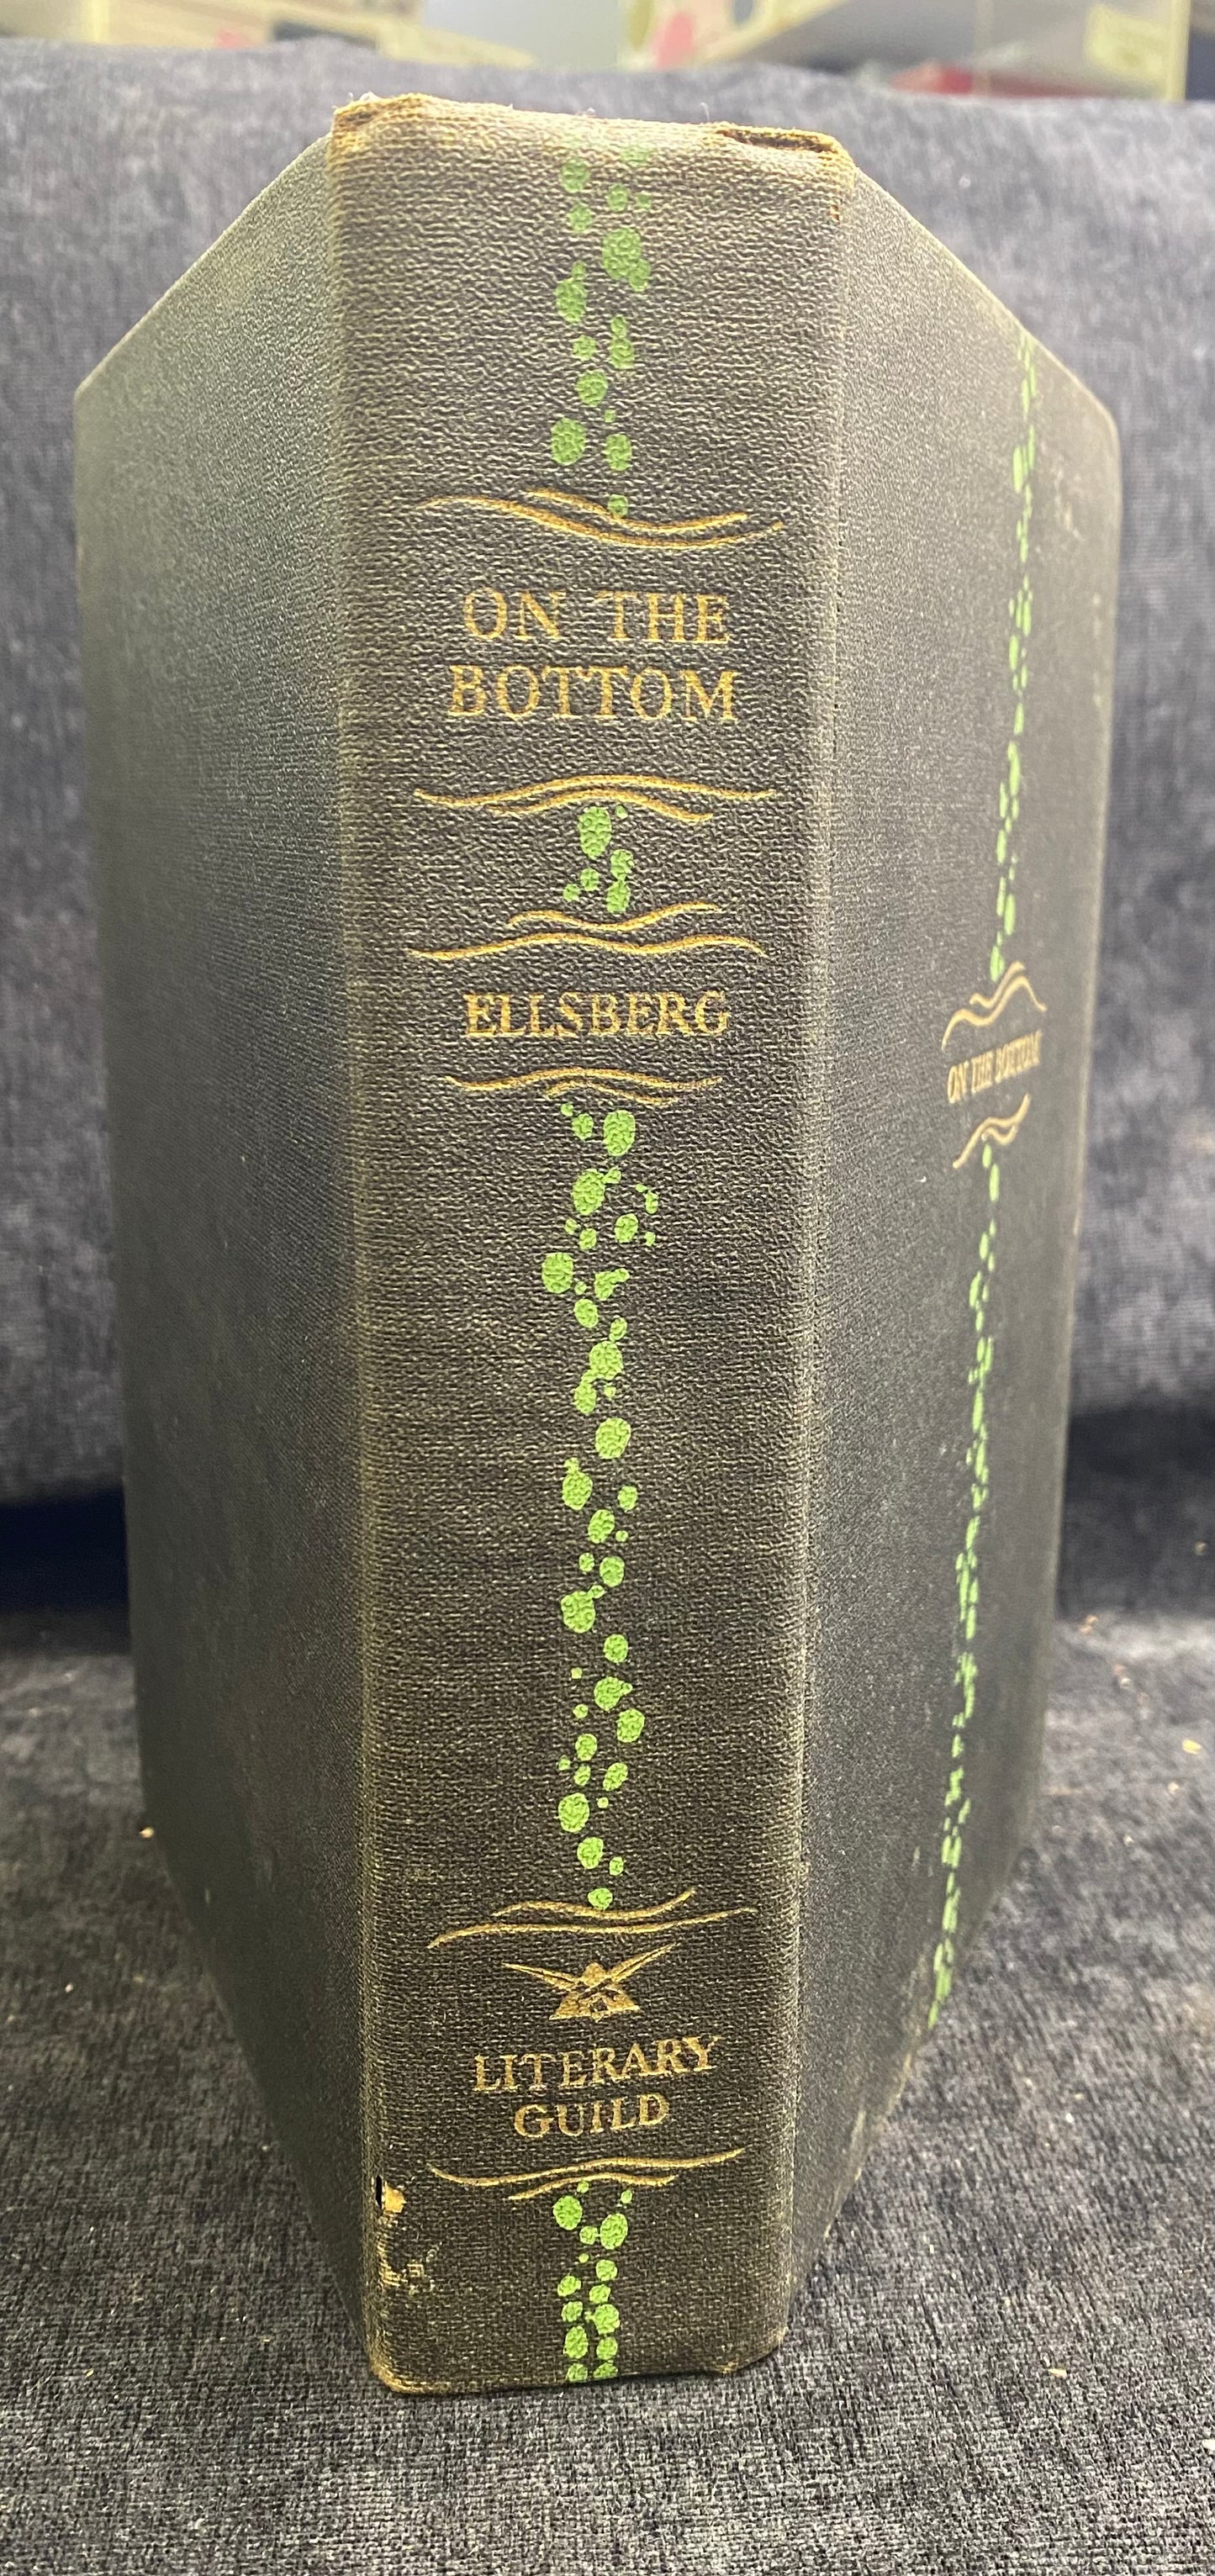 ON THE
BOTTOM
ELLSBERG
LITERARY
GUILD
ON THE BOTTOM